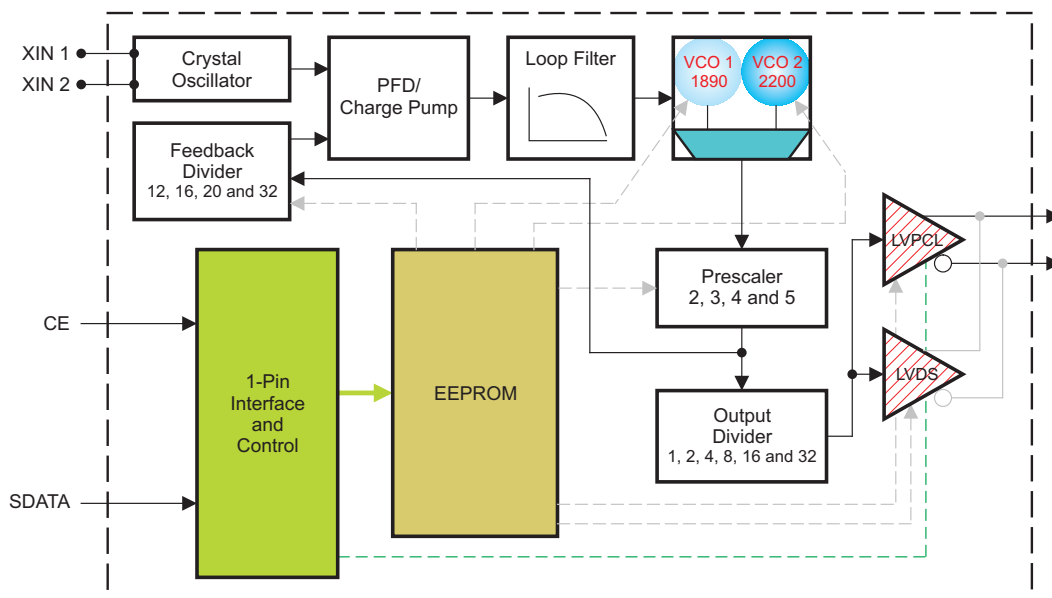 XIN 1
XIN 2
Crystal
Oscillator
PFD/
Charge Pump
Loop Filter
VCO 1
1890
VCO 2
2200
Feedback
Divider
12, 16, 20 and 32
LVPCL
Prescaler
2, 3, 4 and 5
CE
1-Pin
Interface
and
Control
EEPROM
LVDS
Output
Divider
1, 2, 4, 8, 16 and 32
SDATA